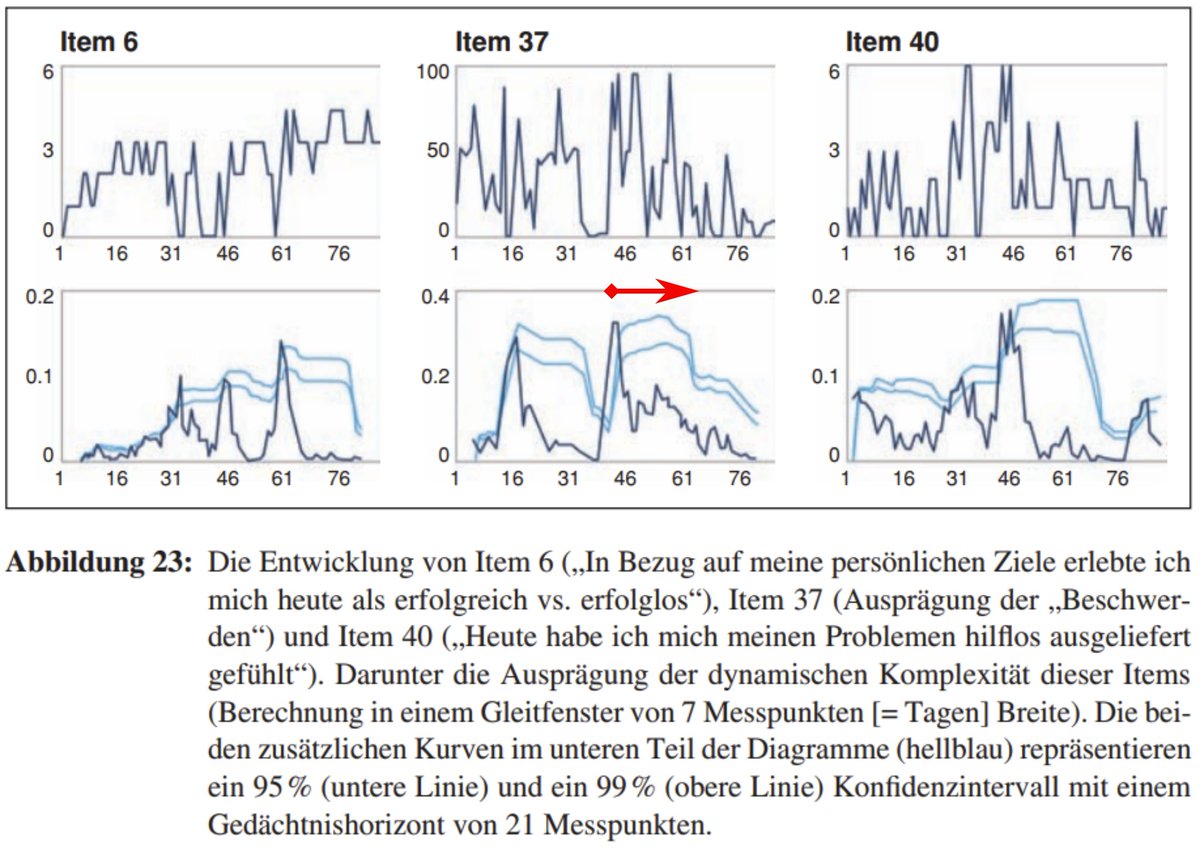 Item 6
Item 37
Item 40
6
3
0
1 16 31 46 61 76
100
50
0
1 16 31 46 61 76
6
3
0
1 16 31 46 61 76
0.2
0.1
0
1 16 31 46 61 76
0.4
0.2
0
1 16 31 46 61 76
0.2
0.1
0
1 16 31 46 61 76
Abbildung 23: Die Entwicklung von Item 6 („In Bezug auf meine persönlichen Ziele erlebte ich
mich heute als erfolgreich vs. erfolglos“), Item 37 (Ausprägung der „Beschwer-
den“) und Item 40 („Heute habe ich mich meinen Problemen hilflos ausgeliefert
gefühlt“). Darunter die Ausprägung der dynamischen Komplexität dieser Items
(Berechnung in einem Gleitfenster von 7 Messpunkten [= Tagen] Breite). Die bei-
den zusätzlichen Kurven im unteren Teil der Diagramme (hellblau) repräsentieren
ein 95 % (untere Linie) und ein 99 % (obere Linie) Konfidenzintervall mit einem
Gedächtnishorizont von 21 Messpunkten.